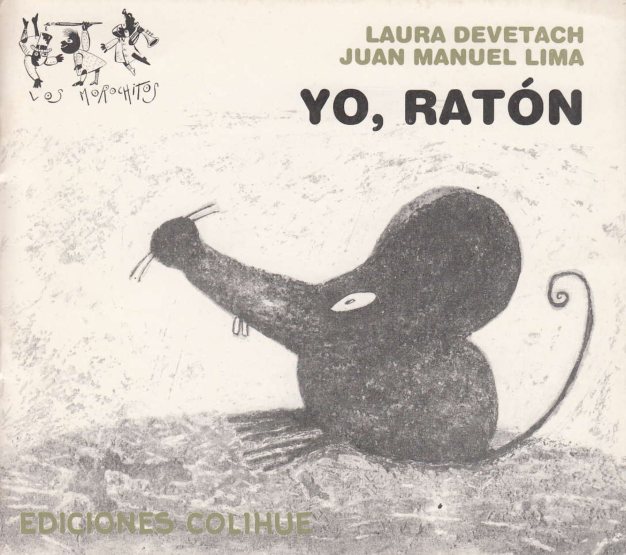 LOS MOROCHITOS
LAURA DEVETACH
JUAN MANUEL LIMA
YO, RATÓN
EDICIONES COLIHUE